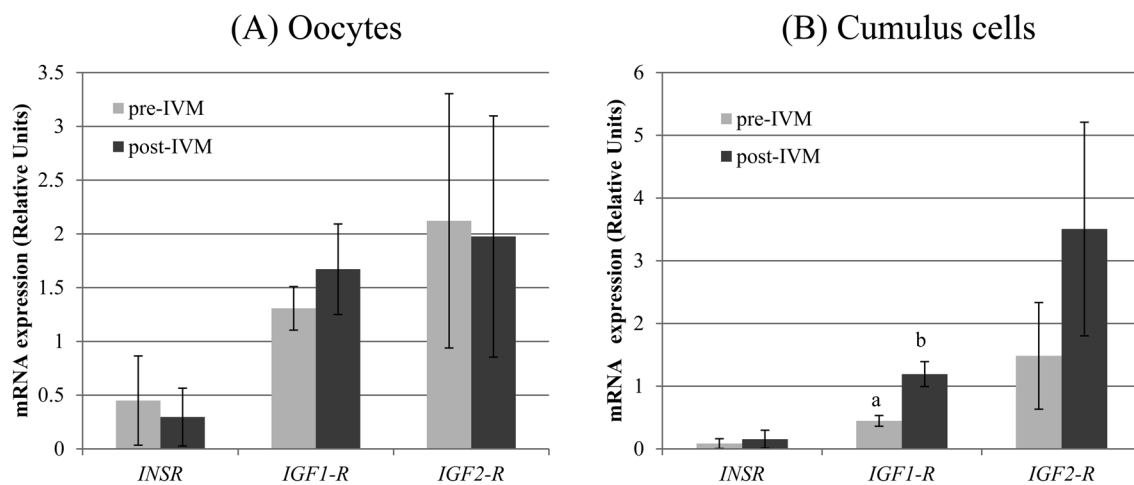 (A) Oocytes
mRNA expression (Relative Units)
3.5
3
2.5
2
1.5
1
0.5
0
pre-IVM
post-IVM
INSR
IGF1-R
IGF2-R
(B) Cumulus cells
mRNA expression (Relative Units)
6
5
4
3
2
1
0
pre-IVM
post-IVM
a
b
INSR
IGF1-R
IGF2-R